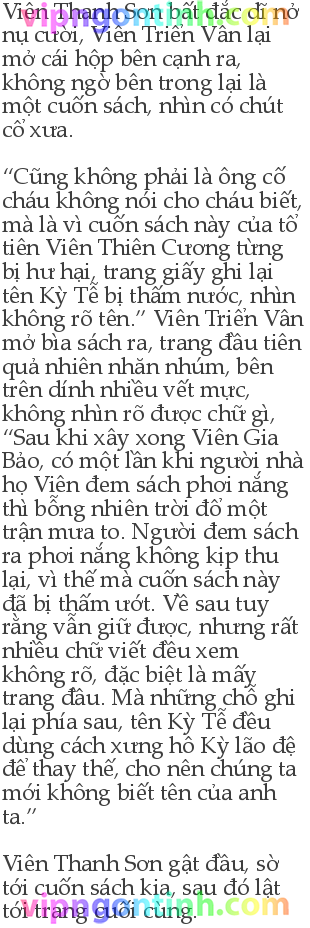 Viên Thanh Sơn bất đắc dĩ nở
vipngontinh.com
nụ cười, Viên Triển Vân lại
mở cái hộp bên cạnh ra,
không ngờ bên trong lại là
một cuốn sách, nhìn có chút
cổ xưa.
“Cũng không phải là ông cố
cháu không nói cho cháu biết,
mà là vì cuốn sách này của tổ
tiên Viên Thiên Cương từng
bị hư hại, trang giấy ghi lại
tên Kỳ Tễ bị thấm nước, nhìn
không rõ tên.” Viên Triển Vân
mở bìa sách ra, trang đầu tiên
quả nhiên nhăn nhúm, bên
trên dính nhiều vết mực,
không nhìn rõ được chữ gì,
“Sau khi xây xong Viên Gia
Bảo, có một lần khi người nhà
họ Viên đem sách phơi nắng
thì bỗng nhiên trời đổ một
trận mưa to. Người đem sách
ra phơi nắng không kịp thu
lại, vì thế mà cuốn sách này
đã bị thấm ướt. Về sau tuy
rằng vẫn giữ được, nhưng rất
nhiều chữ viết đều xem
không rõ, đặc biệt là mấy
trang đầu. Mà những chỗ ghi
lại phía sau, tên Kỳ Tễ đều
dùng cách xưng hô Kỳ lão đệ
để thay thế, cho nên chúng ta
mới không biết tên của anh
ta.”
Viên Thanh Sơn gật đầu, sờ
tới cuốn sách kia, sau đó lật
tới trang cuối cùng.
vipngontinh.com